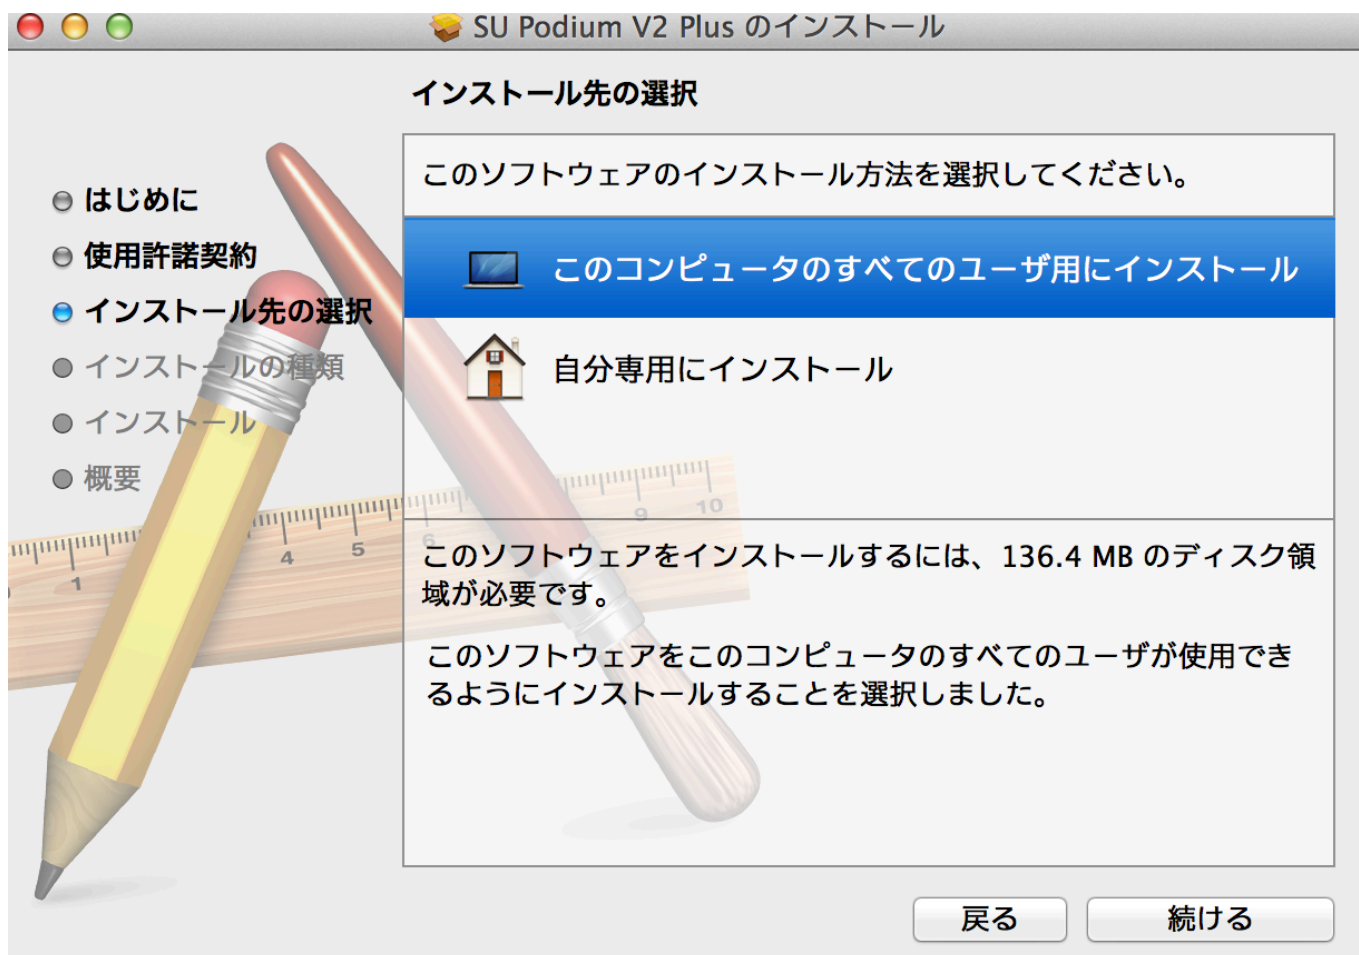 SU Podium V2 Plus のインストール
インストール先の選択
はじめに
使用許諾契約
インストール先の選択
インストールの種類
インストール
概要
このソフトウェアのインストール方法を選択してください。
このコンピュータのすべてのユーザ用にインストール
自分専用にインストール
このソフトウェアをインストールするには、136.4 MB のディスク領
域が必要です。
このソフトウェアをこのコンピュータのすべてのユーザが使用でき
るようにインストールすることを選択しました。
1 4 5 6 9 10
戻る
続ける